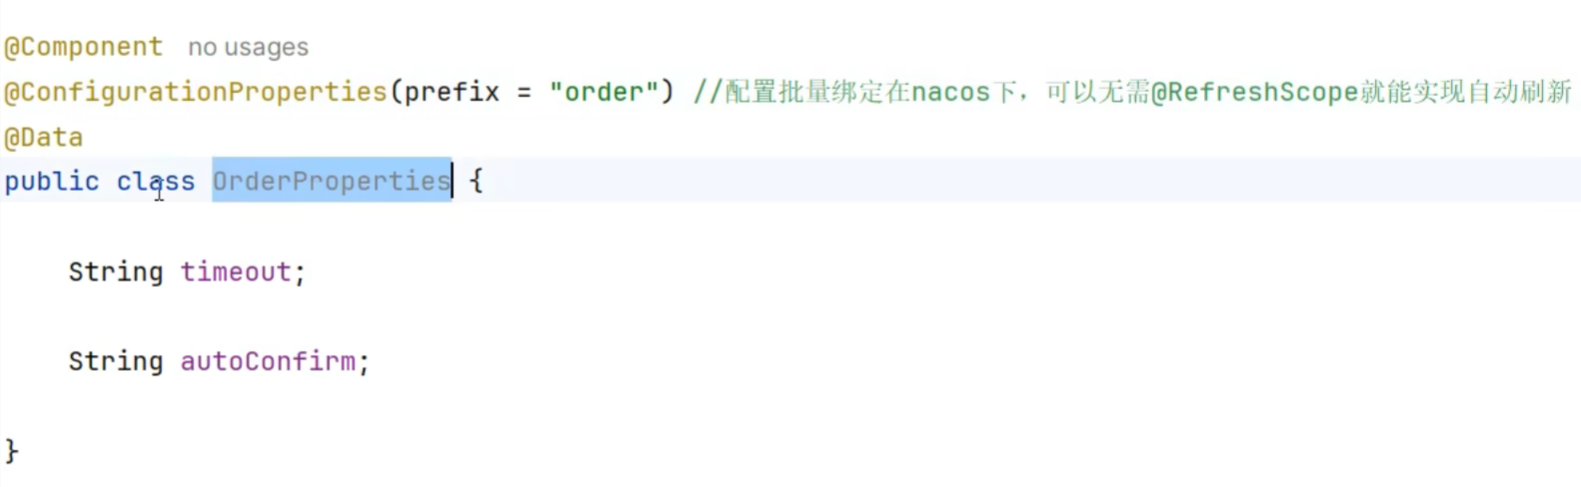 @Component no usages
@ConfigurationProperties(prefix = "order") //配置批量绑定在nacos下，可以无需@RefreshScope就能实现自动刷新
@Data
public class OrderProperties {
String timeout;
String autoConfirm;
}